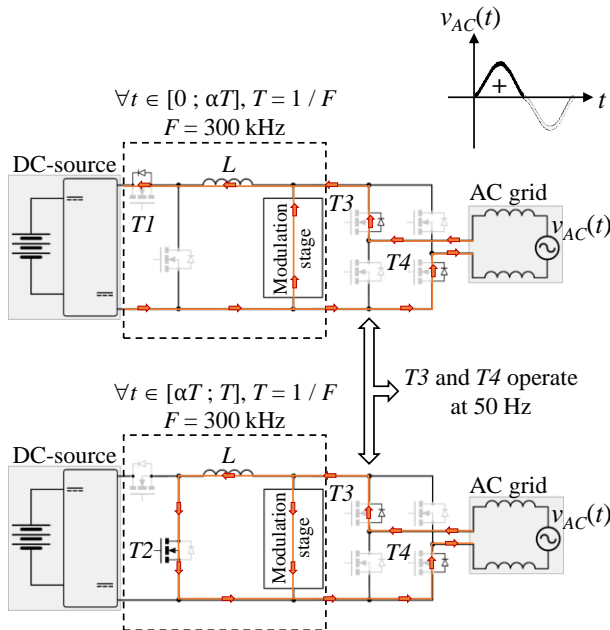 v_AC(t)
+
t
∀t ∈ [0 ; αT], T = 1 / F
F = 300 kHz
DC-source
L
T1
T3
AC grid
Modulation
stage
T4
v_AC(t)
∀t ∈ [αT ; T], T = 1 / F
F = 300 kHz
T3 and T4 operate
at 50 Hz
DC-source
L
T3
AC grid
T2
Modulation
stage
T4
v_AC(t)